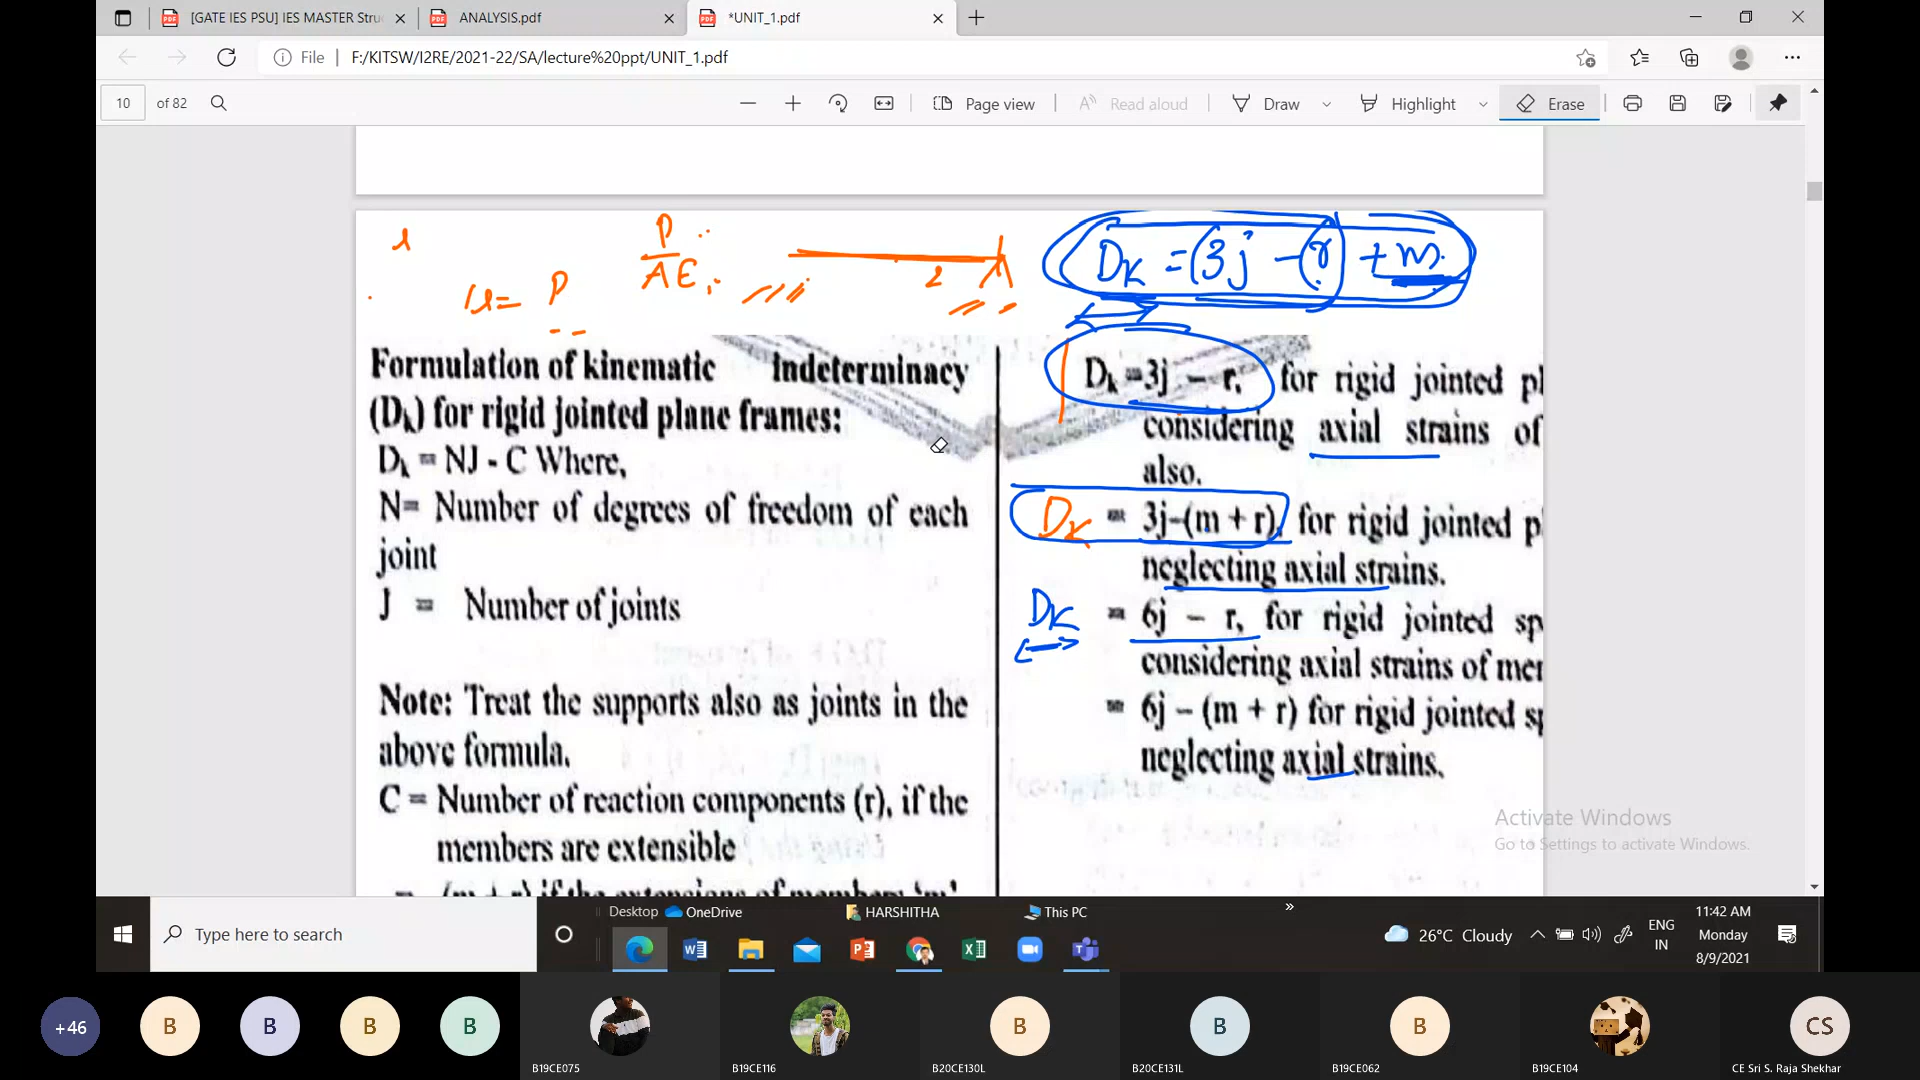 [GATE IES PSU] IES MASTER Struc
ANALYSIS.pdf
*UNIT_1.pdf
File
F:/KITSW/I2RE/2021-22/SA/lecture%20ppt/UNIT_1.pdf
10 of 82
Page view
Read aloud
Draw
Highlight
Erase
P
AE
P
DK = (3j - (r) + m.
Formulation of kinematic Indeterminacy
(Dk) for rigid jointed plane frames:
Dk = NJ - C Where,
N= Number of degrees of freedom of each
joint
J = Number of joints
Note: Treat the supports also as joints in the
above formula.
C = Number of reaction components (r), if the
members are extensible
= (m + r) if the extensions of members 'm'
Dk =3j – r, for rigid jointed pl
considering axial strains of
also.
DK = 3j-(m + r), for rigid jointed p
neglecting axial strains.
DK = 6j – r, for rigid jointed sp
considering axial strains of mer
= 6j – (m + r) for rigid jointed sp
neglecting axial strains.
Activate Windows
Go to Settings to activate Windows.
Type here to search
Desktop
OneDrive
HARSHITHA
This PC
»
26°C Cloudy
ENG
IN
11:42 AM
Monday
8/9/2021
+46
B
B
B
B
B
B
B
CS
B19CE075
B19CE116
B20CE130L
B20CE131L
B19CE062
B19CE104
CE Sri S. Raja Shekhar